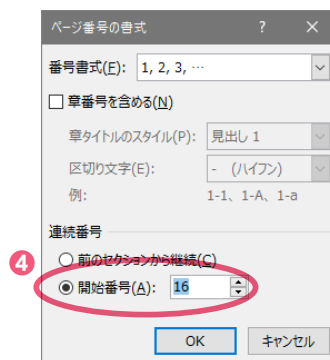 ページ番号の書式 ? ×
番号書式(F): 1, 2, 3, …
章番号を含める(N)
章タイトルのスタイル(P): 見出し 1
区切り文字(E): - (ハイフン)
例: 1-1、1-A、1-a
連続番号
4 前のセクションから継続(C)
開始番号(A): 16
OK キャンセル